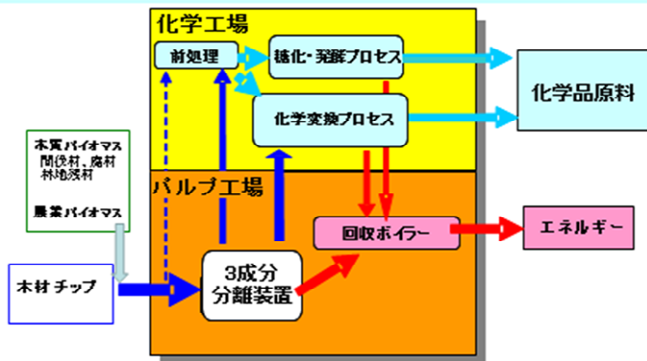 化学工場
前処理
糖化・発酵プロセス
化学品原料
化学変換プロセス
木質バイオマス
間伐材、廃材
林地残材
農業バイオマス
パルプ工場
回収ボイラー
エネルギー
3成分
分離装置
木材チップ